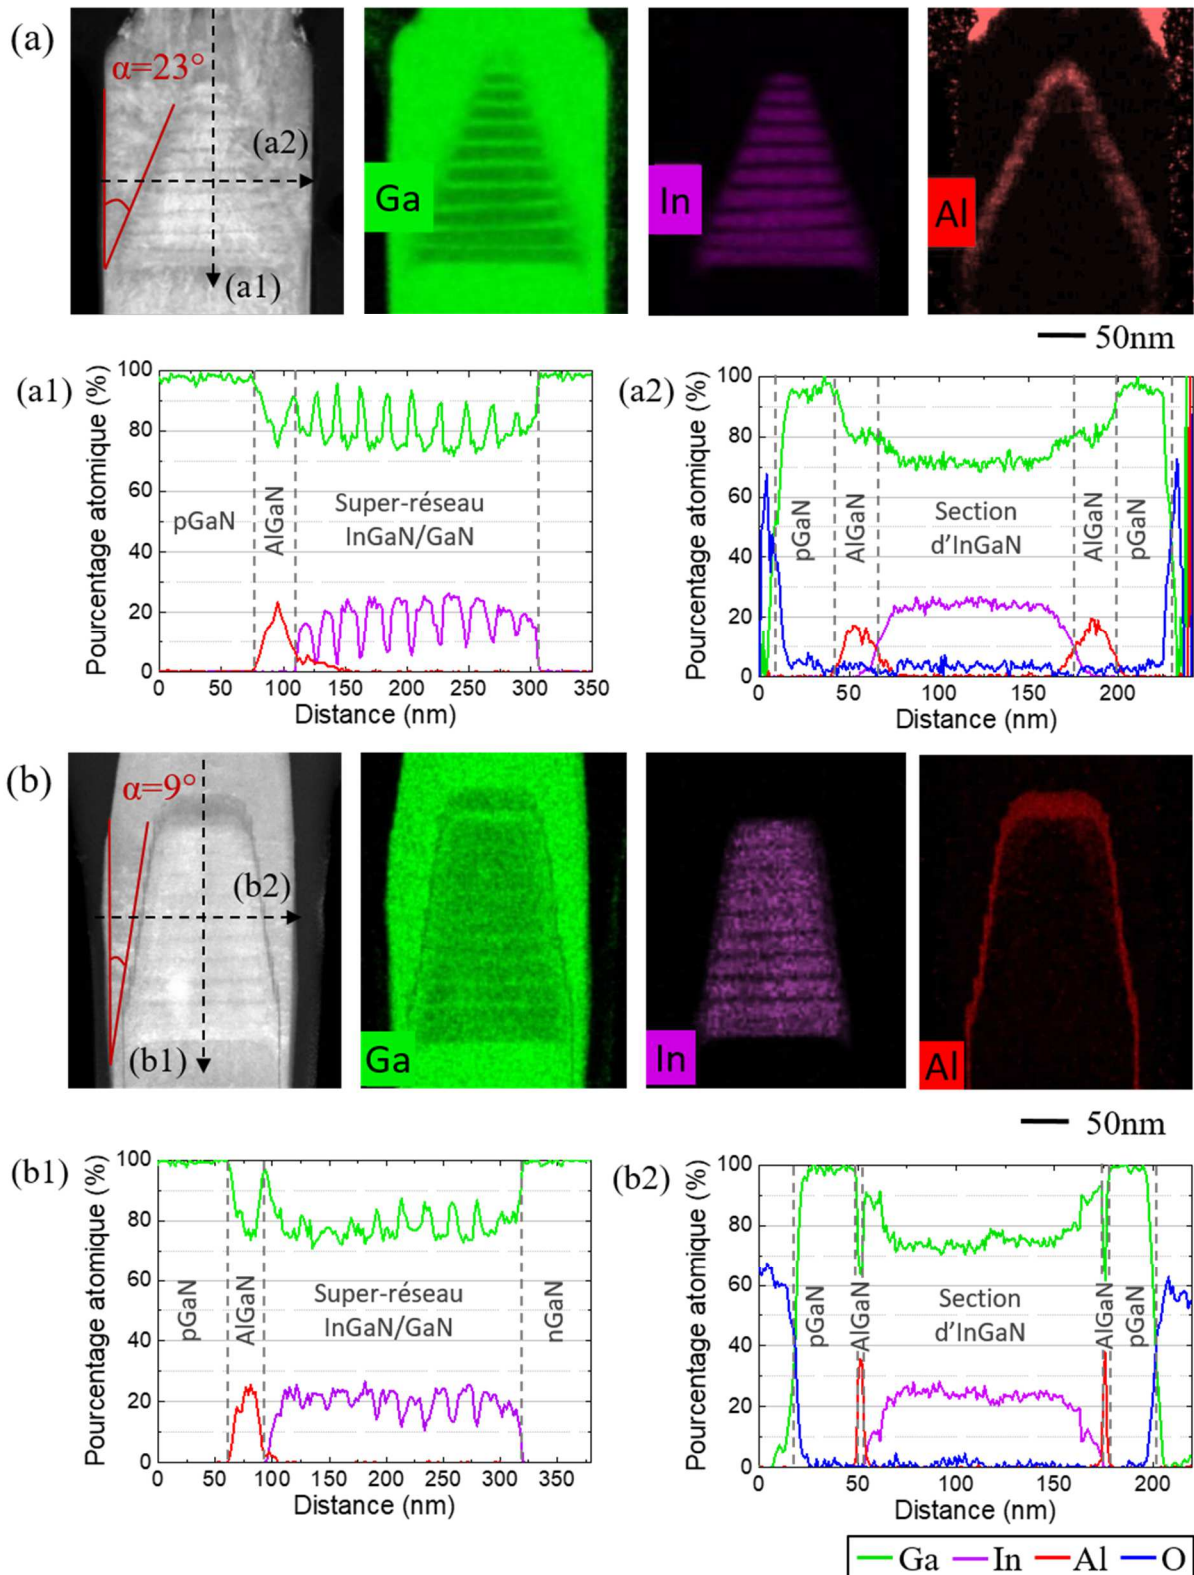 (a)
α=23°
(a2)
(a1)
Ga
In
Al
50nm
(a1)
Pourcentage atomique (%)
100
80
60
40
20
0
pGaN
AlGaN
Super-réseau
InGaN/GaN
0 50 100 150 200 250 300 350
Distance (nm)
(a2)
Pourcentage atomique (%)
100
80
60
40
20
0
pGaN
AlGaN
Section
d'InGaN
AlGaN
pGaN
0 50 100 150 200
Distance (nm)
(b)
α=9°
(b2)
(b1)
Ga
In
Al
50nm
(b1)
Pourcentage atomique (%)
100
80
60
40
20
0
pGaN
AlGaN
Super-réseau
InGaN/GaN
nGaN
0 50 100 150 200 250 300 350
Distance (nm)
(b2)
Pourcentage atomique (%)
100
80
60
40
20
0
pGaN
AlGaN
Section
d'InGaN
AlGaN
pGaN
0 50 100 150 200
Distance (nm)
Ga In Al O